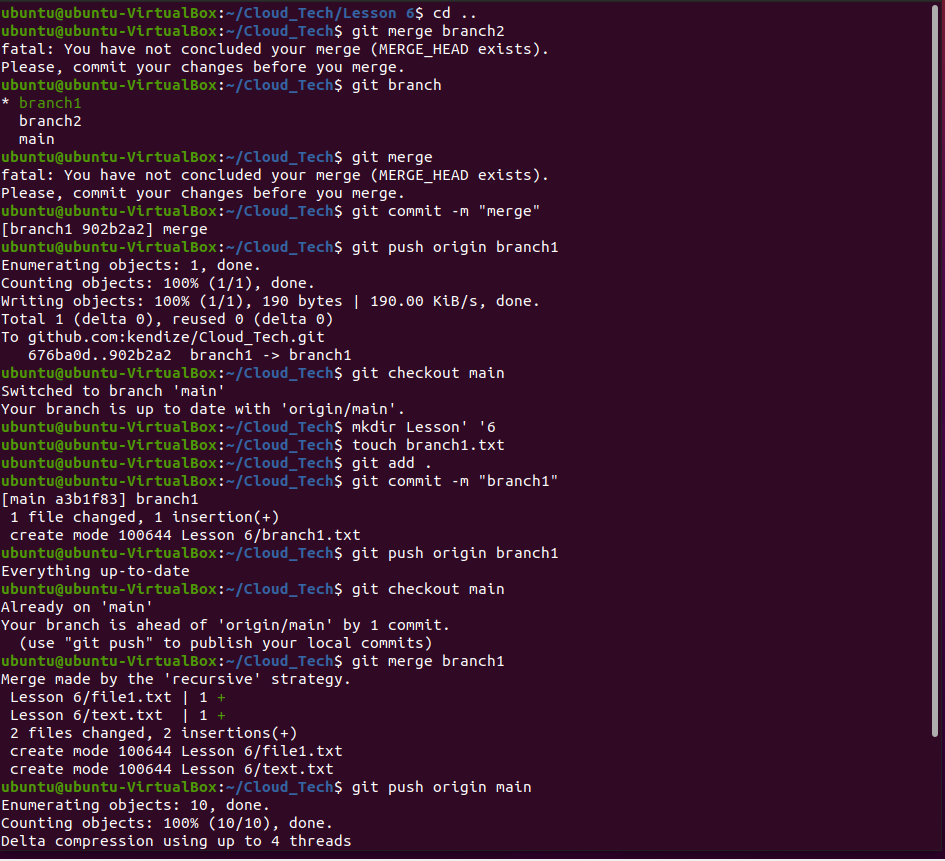 ubuntu@ubuntu-VirtualBox:~/Cloud_Tech/Lesson 6$ cd ..
ubuntu@ubuntu-VirtualBox:~/Cloud_Tech$ git merge branch2
fatal: You have not concluded your merge (MERGE_HEAD exists).
Please, commit your changes before you merge.
ubuntu@ubuntu-VirtualBox:~/Cloud_Tech$ git branch
* branch1
  branch2
  main
ubuntu@ubuntu-VirtualBox:~/Cloud_Tech$ git merge
fatal: You have not concluded your merge (MERGE_HEAD exists).
Please, commit your changes before you merge.
ubuntu@ubuntu-VirtualBox:~/Cloud_Tech$ git commit -m "merge"
[branch1 902b2a2] merge
ubuntu@ubuntu-VirtualBox:~/Cloud_Tech$ git push origin branch1
Enumerating objects: 1, done.
Counting objects: 100% (1/1), done.
Writing objects: 100% (1/1), 190 bytes | 190.00 KiB/s, done.
Total 1 (delta 0), reused 0 (delta 0)
To github.com:kendize/Cloud_Tech.git
   676ba0d..902b2a2  branch1 -> branch1
ubuntu@ubuntu-VirtualBox:~/Cloud_Tech$ git checkout main
Switched to branch 'main'
Your branch is up to date with 'origin/main'.
ubuntu@ubuntu-VirtualBox:~/Cloud_Tech$ mkdir Lesson' '6
ubuntu@ubuntu-VirtualBox:~/Cloud_Tech$ touch branch1.txt
ubuntu@ubuntu-VirtualBox:~/Cloud_Tech$ git add .
ubuntu@ubuntu-VirtualBox:~/Cloud_Tech$ git commit -m "branch1"
[main a3b1f83] branch1
 1 file changed, 1 insertion(+)
 create mode 100644 Lesson 6/branch1.txt
ubuntu@ubuntu-VirtualBox:~/Cloud_Tech$ git push origin branch1
Everything up-to-date
ubuntu@ubuntu-VirtualBox:~/Cloud_Tech$ git checkout main
Already on 'main'
Your branch is ahead of 'origin/main' by 1 commit.
  (use "git push" to publish your local commits)
ubuntu@ubuntu-VirtualBox:~/Cloud_Tech$ git merge branch1
Merge made by the 'recursive' strategy.
 Lesson 6/file1.txt | 1 +
 Lesson 6/text.txt  | 1 +
 2 files changed, 2 insertions(+)
 create mode 100644 Lesson 6/file1.txt
 create mode 100644 Lesson 6/text.txt
ubuntu@ubuntu-VirtualBox:~/Cloud_Tech$ git push origin main
Enumerating objects: 10, done.
Counting objects: 100% (10/10), done.
Delta compression using up to 4 threads